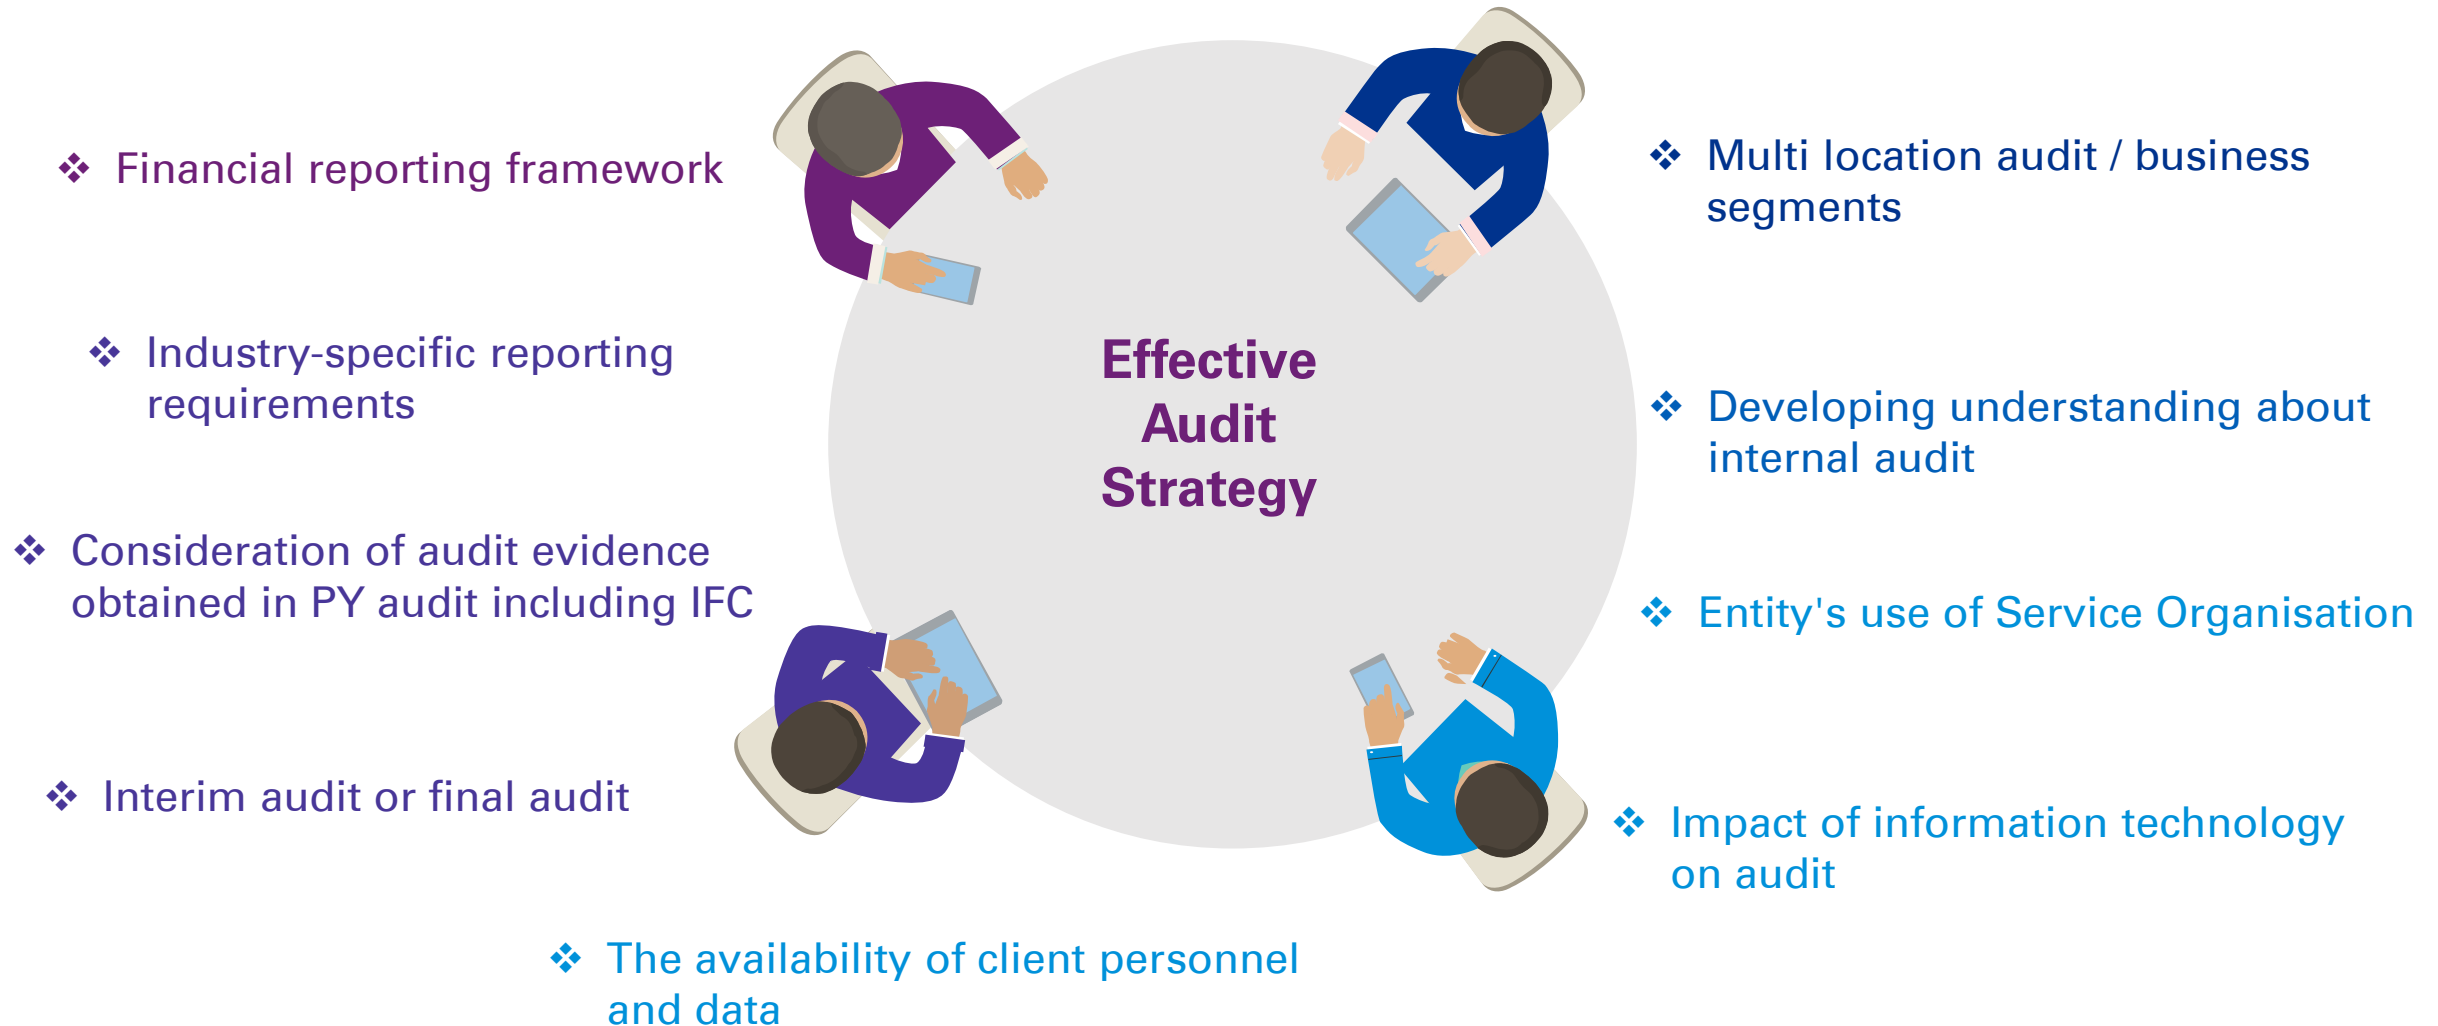 Financial reporting framework
Industry-specific reporting
requirements
Consideration of audit evidence
obtained in PY audit including IFC
Interim audit or final audit
Effective
Audit
Strategy
Multi location audit / business
segments
Developing understanding about
internal audit
Entity's use of Service Organisation
Impact of information technology
on audit
The availability of client personnel
and data